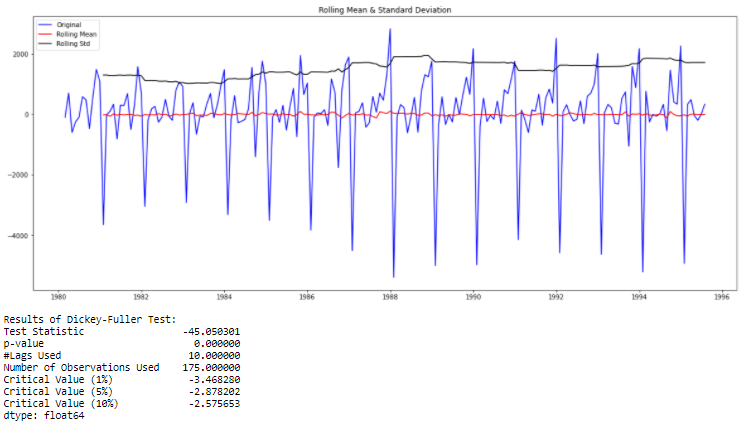 Rolling Mean & Standard Deviation
Original
Rolling Mean
Rolling Std
2000
0
−2000
−4000
1980 1982 1984 1986 1988 1990 1992 1994 1996
Results of Dickey-Fuller Test:
Test Statistic -45.050301
p-value 0.000000
#Lags Used 10.000000
Number of Observations Used 175.000000
Critical Value (1%) -3.468280
Critical Value (5%) -2.878202
Critical Value (10%) -2.575653
dtype: float64